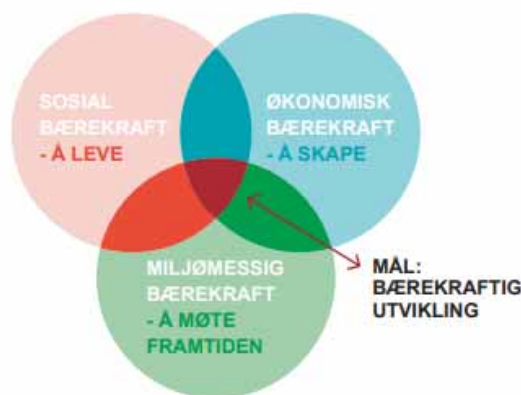 SOSIAL
BÆREKRAFT
- Å LEVE
ØKONOMISK
BÆREKRAFT
- Å SKAPE
MILJØMESSIG
BÆREKRAFT
- Å MØTE
FRAMTIDEN
MÅL:
BÆREKRAFTIG
UTVIKLING